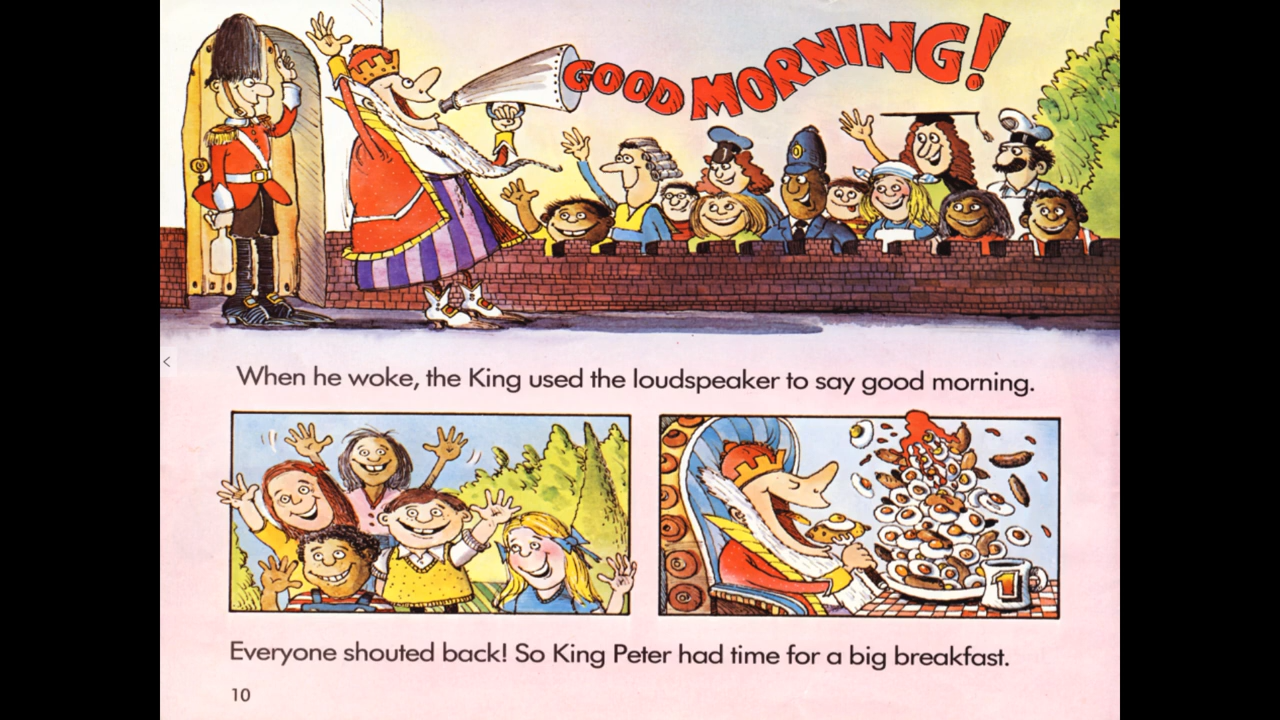 GOOD MORNING!
When he woke, the King used the loudspeaker to say good morning.
1
Everyone shouted back! So King Peter had time for a big breakfast.
10